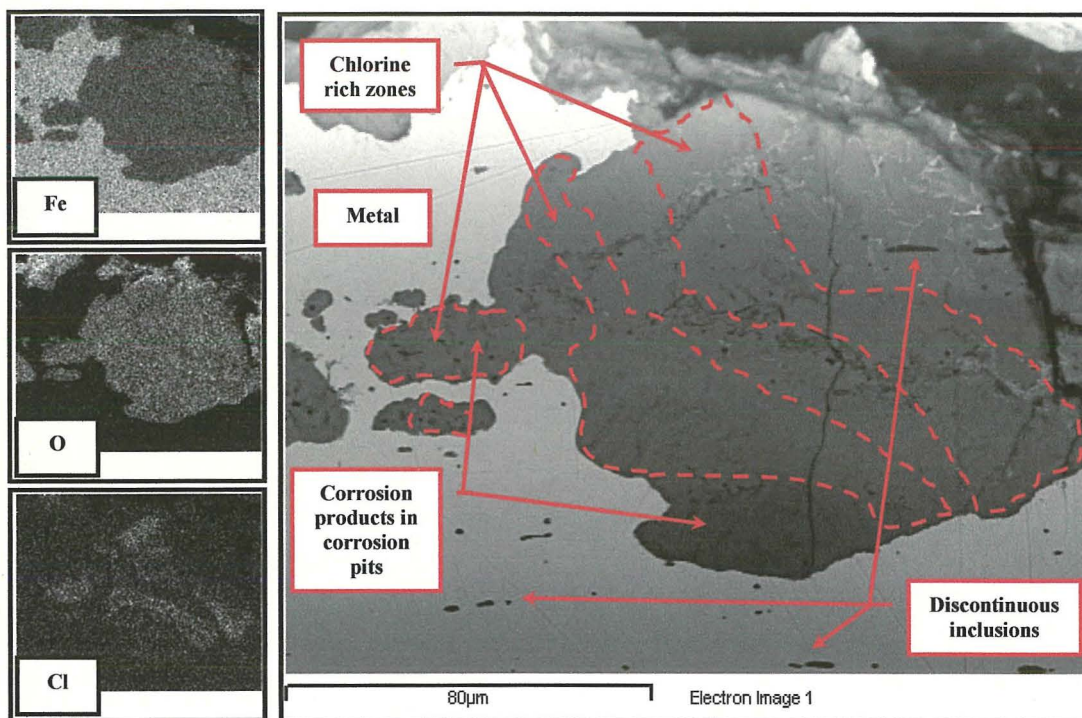 Fe
O
Cl
Chlorine
rich zones
Metal
Corrosion
products in
corrosion
pits
Discontinuous
inclusions
80µm
Electron Image 1